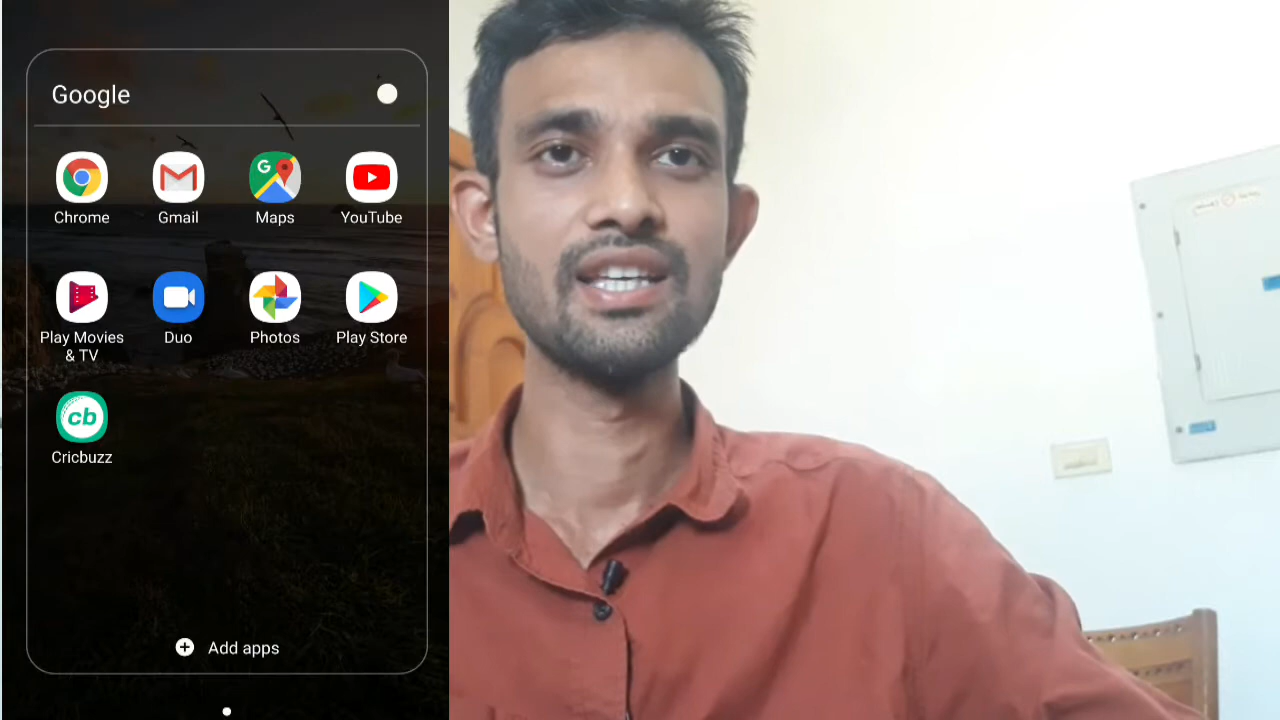 Google
Chrome
Gmail
Maps
YouTube
Play Movies
& TV
Duo
Photos
Play Store
cb
Cricbuzz
Add apps